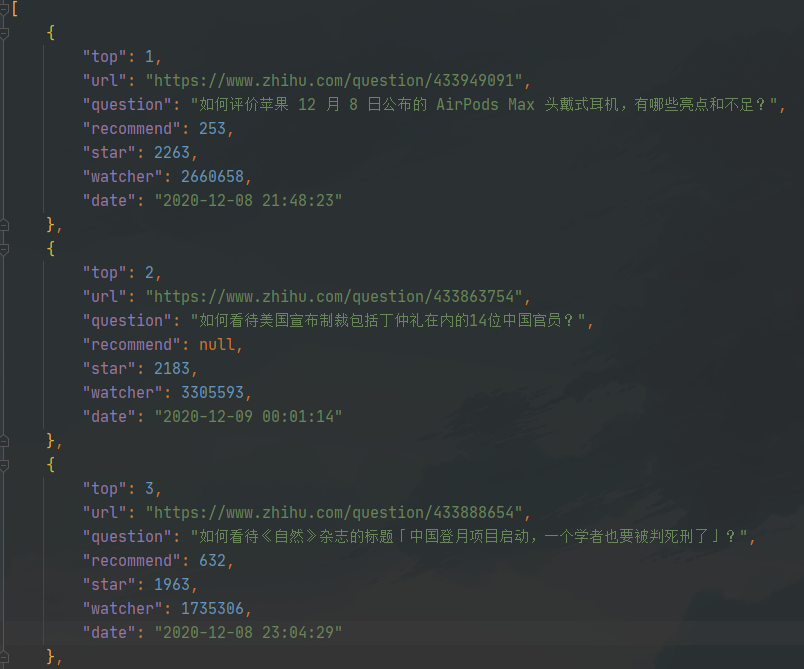 [
{
"top": 1,
"url": "https://www.zhihu.com/question/433949091",
"question": "如何评价苹果 12 月 8 日公布的 AirPods Max 头戴式耳机，有哪些亮点和不足？",
"recommend": 253,
"star": 2263,
"watcher": 2660658,
"date": "2020-12-08 21:48:23"
},
{
"top": 2,
"url": "https://www.zhihu.com/question/433863754",
"question": "如何看待美国宣布制裁包括丁仲礼在内的14位中国官员？",
"recommend": null,
"star": 2183,
"watcher": 3305593,
"date": "2020-12-09 00:01:14"
},
{
"top": 3,
"url": "https://www.zhihu.com/question/433888654",
"question": "如何看待《自然》杂志的标题「中国登月项目启动，一个学者也要被判死刑了」？",
"recommend": 632,
"star": 1963,
"watcher": 1735306,
"date": "2020-12-08 23:04:29"
},